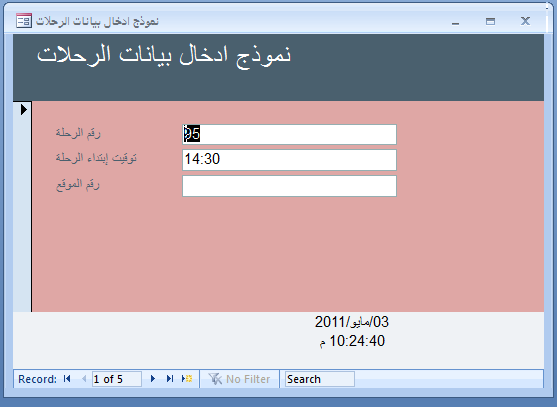 نموذج ادخال بيانات الرحلات
نموذج ادخال بيانات الرحلات
رقم الرحلة 95
توقيت إبتداء الرحلة 14:30
رقم الموقع
03/مايو/2011
10:24:40 م
Record: 1 of 5 No Filter Search